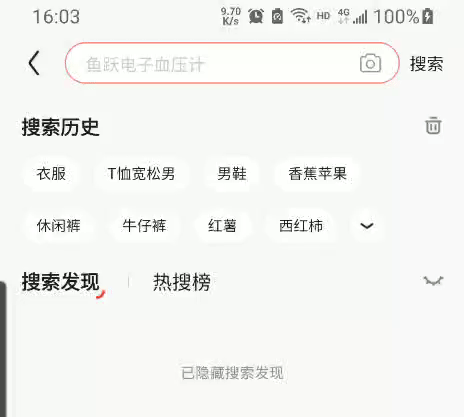 16:03 9.70 K/s HD 4G 100%
鱼跃电子血压计 搜索
搜索历史
衣服 T恤宽松男 男鞋 香蕉苹果
休闲裤 牛仔裤 红薯 西红柿
搜索发现 热搜榜
已隐藏搜索发现